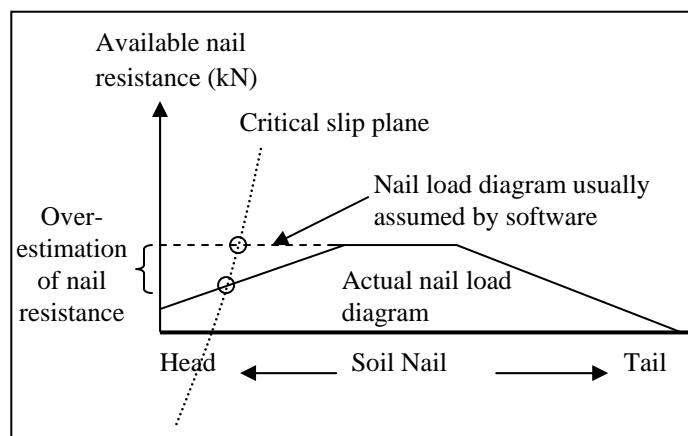 Available nail
resistance (kN)
Critical slip plane
Nail load diagram usually
assumed by software
Over-
estimation
of nail
resistance
Actual nail load
diagram
Head
Soil Nail
Tail